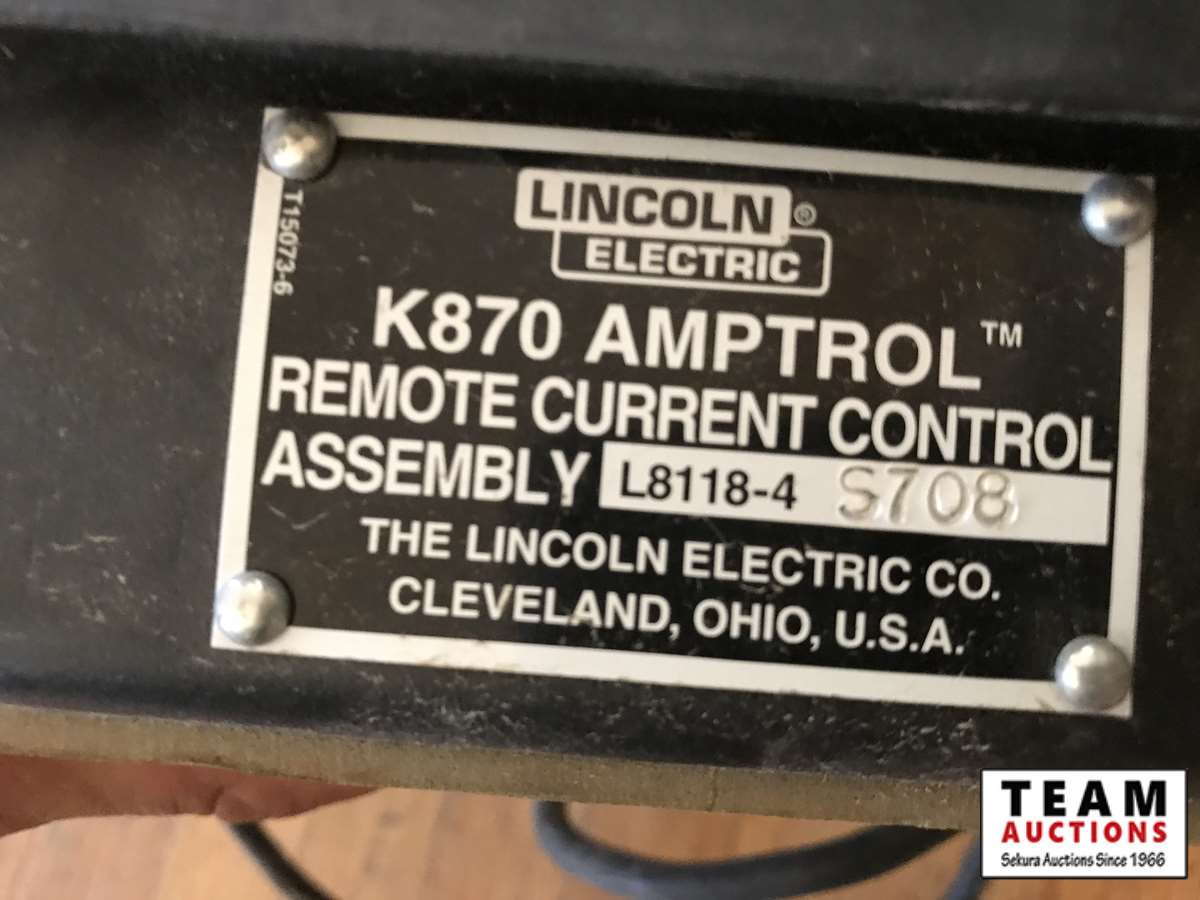 LINCOLN ®
ELECTRIC
T15073-6
K870 AMPTROL™
REMOTE CURRENT CONTROL
ASSEMBLY L8118-4 S708
THE LINCOLN ELECTRIC CO.
CLEVELAND, OHIO, U.S.A.
TEAM
AUCTIONS
Sekura Auctions Since 1966